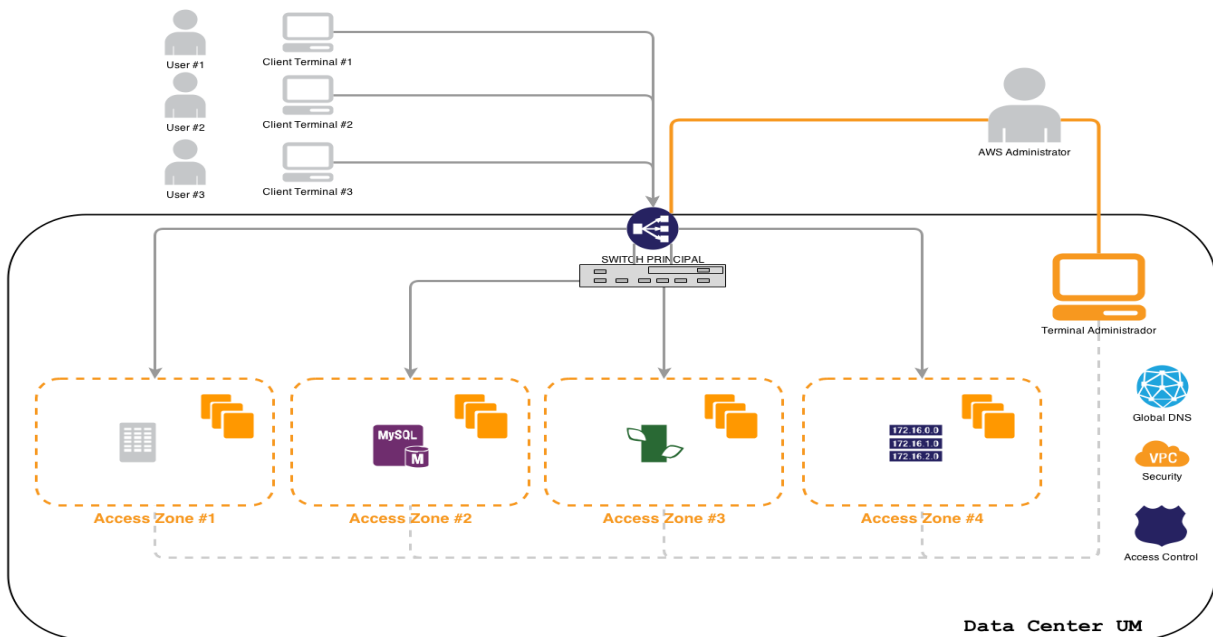 User #1
Client Terminal #1
User #2
Client Terminal #2
User #3
Client Terminal #3
AWS Administrator
SWITCH PRINCIPAL
Terminal Administrador
MySQL
M
172.16.0.0
172.16.1.0
172.16.2.0
Access Zone #1
Access Zone #2
Access Zone #3
Access Zone #4
Global DNS
VPC
Security
Access Control
Data Center UM